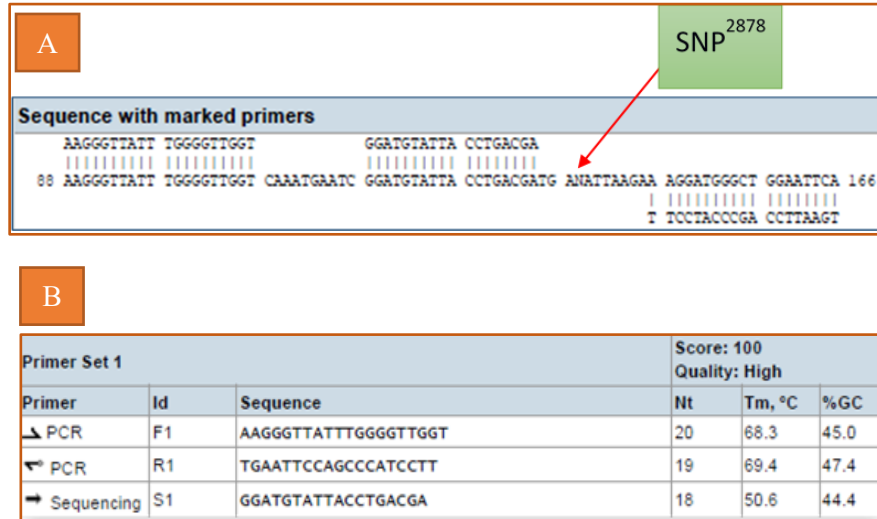 A
SNP2878
Sequence with marked primers
AAGGGTTATT TGGGGTTGGT GGATGTATTA CCTGACGA
|||||||||| |||||||||| |||||||||| ||||||||
88 AAGGGTTATT TGGGGTTGGT CAAATGAATC GGATGTATTA CCTGACGATG ANATTAAGAA AGGATGGGCT GGAATTCA 166
| |||||||||| ||||||||
T TCCTACCCGA CCTTAAGT
B
Primer Set 1 Score: 100
Quality: High
Primer Id Sequence Nt Tm, °C %GC
PCR F1 AAGGGTTATTTGGGGTTGGT 20 68.3 45.0
PCR R1 TGAATTCCAGCCCATCCTT 19 69.4 47.4
Sequencing S1 GGATGTATTACCTGACGA 18 50.6 44.4